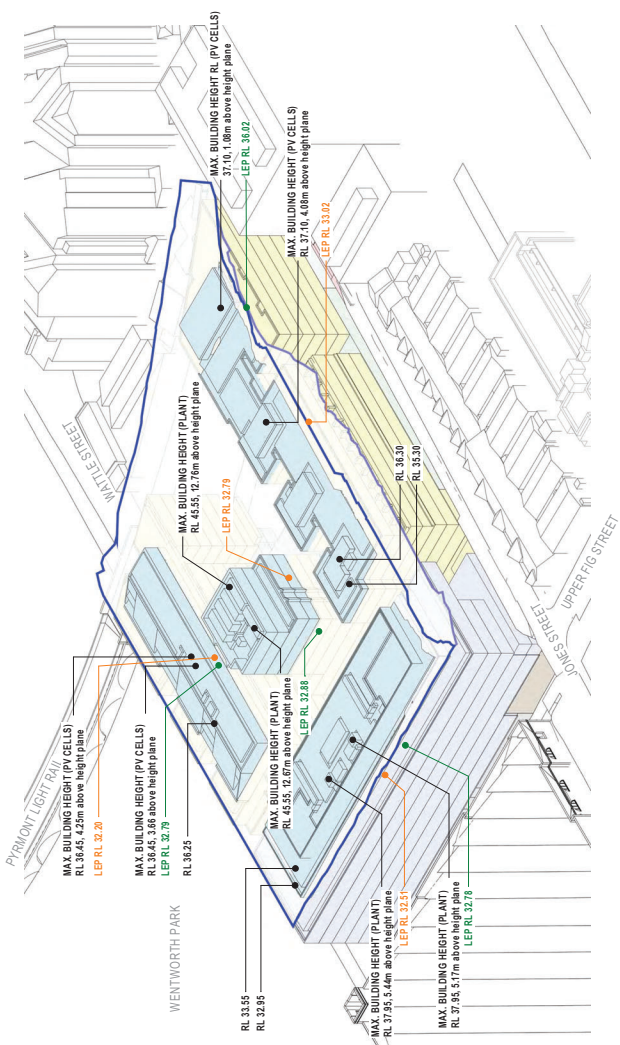 PYRMONT LIGHT RAIL
WATTLE STREET
WENTWORTH PARK
MAX. BUILDING HEIGHT (PV CELLS)
RL 36.45, 4.25m above height plane
LEP RL 32.20
MAX. BUILDING HEIGHT (PV CELLS)
RL 36.45, 3.66 above height plane
LEP RL 32.79
RL 36.25
MAX. BUILDING HEIGHT (PLANT)
RL 45.55, 12.76m above height plane
LEP RL 32.79
MAX. BUILDING HEIGHT RL (PV CELLS)
37.10, 1.08m above height plane
LEP RL 36.02
MAX. BUILDING HEIGHT (PV CELLS)
RL 37.10, 4.08m above height plane
LEP RL 33.02
MAX. BUILDING HEIGHT (PLANT)
RL 45.55, 12.67m above height plane
LEP RL 32.88
RL 36.30
RL 35.30
RL 33.55
RL 32.95
MAX. BUILDING HEIGHT (PLANT)
RL 37.95, 5.44m above height plane
LEP RL 32.51
MAX. BUILDING HEIGHT (PLANT)
RL 37.95, 5.17m above height plane
LEP RL 32.78
JONES STREET
UPPER FIG STREET